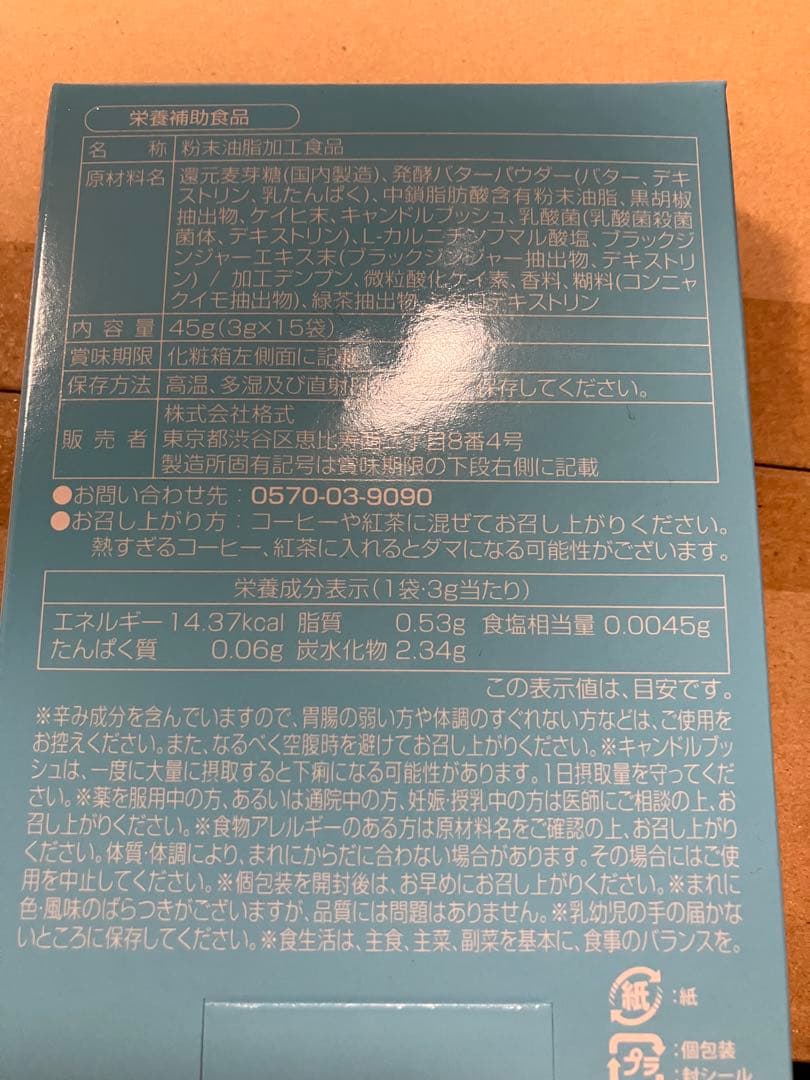 栄養補助食品
名称 粉末油脂加工食品
原材料名 還元麦芽糖(国内製造)、発酵バターパウダー(バター、デキ
ストリン、乳たんぱく)、中鎖脂肪酸含有粉末油脂、黒胡椒
抽出物、ケイヒ末、キャンドルブッシュ、乳酸菌(乳酸菌殺菌
菌体、デキストリン)、L-カルニチンフマル酸塩、ブラックジ
ンジャーエキス末(ブラックジンジャー抽出物、デキストリ
ン) / 加工デンプン、微粒酸化ケイ素、香料、糊料(コンニャ
クイモ抽出物)、緑茶抽出物、デキストリン
内容量 45g(3g×15袋)
賞味期限 化粧箱左側面に記載
保存方法 高温、多湿及び直射 保存してください。
販売者 株式会社格式
東京都渋谷区恵比寿 丁目8番4号
製造所固有記号は賞味期限の下段右側に記載
●お問い合わせ先：0570-03-9090
●お召し上がり方：コーヒーや紅茶に混ぜてお召し上がりください。
熱すぎるコーヒー、紅茶に入れるとダマになる可能性がございます。
栄養成分表示(1袋・3g当たり)
エネルギー 14.37kcal 脂質 0.53g 食塩相当量 0.0045g
たんぱく質 0.06g 炭水化物 2.34g
この表示値は、目安です。
※辛み成分を含んでいますので、胃腸の弱い方や体調のすぐれない方などは、ご使用を
お控えください。また、なるべく空腹時を避けてお召し上がりください。※キャンドルブッ
シュは、一度に大量に摂取すると下痢になる可能性があります。1日摂取量を守ってくだ
さい。※薬を服用中の方、あるいは通院中の方、妊娠・授乳中の方は医師にご相談の上、お
召し上がりください。※食物アレルギーのある方は原材料名をご確認の上、お召し上がり
ください。体質・体調により、まれにからだに合わない場合があります。その場合にはご使
用を中止してください。※個包装を開封後は、お早めにお召し上がりください。※まれに
色・風味のばらつきがございますが、品質には問題はありません。※乳幼児の手の届かな
いところに保存してください。※食生活は、主食、主菜、副菜を基本に、食事のバランスを。
紙 ：紙
プラ ：個包装
：封シール